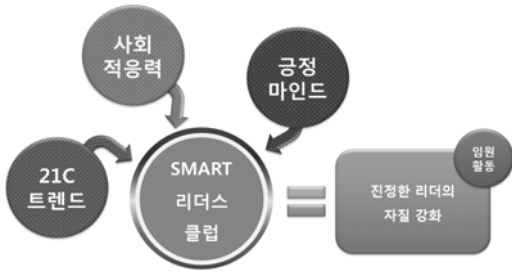 사회
적응력
긍정
마인드
21C
트렌드
SMART
리더스
클럽
임원
활동
진정한 리더의
자질 강화